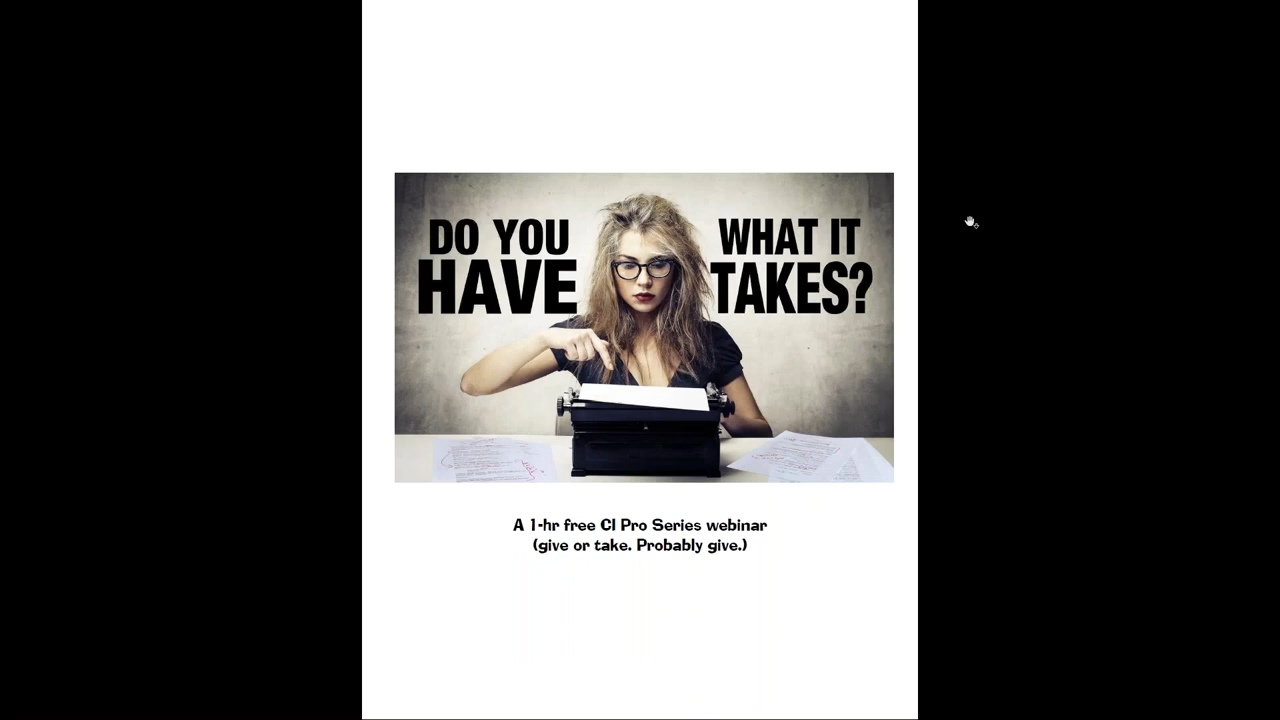 DO YOU
HAVE
WHAT IT
TAKES?
A 1-hr free CI Pro Series webinar
(give or take. Probably give.)